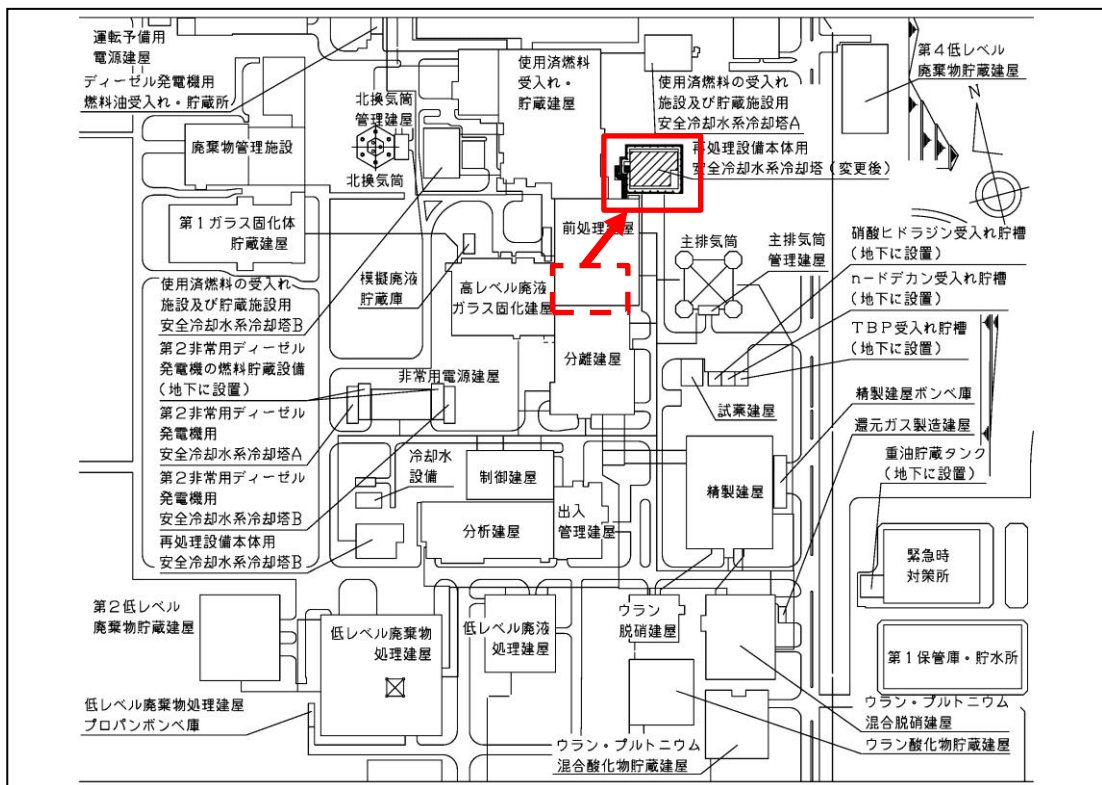 運転予備用
電源建屋
ディーゼル発電機用
燃料油受入れ・貯蔵所
北換気筒
管理建屋
使用済燃料
受入れ・
貯蔵建屋
使用済燃料の受入れ
施設及び貯蔵施設用
安全冷却水系冷却塔A
第4低レベル
廃棄物貯蔵建屋
N
廃棄物管理施設
北換気筒
再処理設備本体用
安全冷却水系冷却塔(変更後)
第1ガラス固化体
貯蔵建屋
前処理建屋
主排気筒
主排気筒
管理建屋
硝酸ヒドラジン受入れ貯槽
(地下に設置)
模擬廃液
貯蔵庫
高レベル廃液
ガラス固化建屋
n-ドデカン受入れ貯槽
(地下に設置)
使用済燃料の受入れ
施設及び貯蔵施設用
安全冷却水系冷却塔B
TBP受入れ貯槽
(地下に設置)
第2非常用ディーゼル
発電機の燃料貯蔵設備
(地下に設置)
非常用電源建屋
分離建屋
試薬建屋
精製建屋ボンベ庫
還元ガス製造建屋
第2非常用ディーゼル
発電機用
安全冷却水系冷却塔A
重油貯蔵タンク
(地下に設置)
冷却水
設備
制御建屋
精製建屋
第2非常用ディーゼル
発電機用
安全冷却水系冷却塔B
出入
管理建屋
分析建屋
再処理設備本体用
安全冷却水系冷却塔B
緊急時
対策所
第2低レベル
廃棄物貯蔵建屋
低レベル廃棄物
処理建屋
低レベル廃液
処理建屋
ウラン
脱硝建屋
第1保管庫・貯水所
低レベル廃棄物処理建屋
プロパンボンベ庫
ウラン・プルトニウム
混合脱硝建屋
ウラン酸化物貯蔵建屋
ウラン・プルトニウム
混合酸化物貯蔵建屋